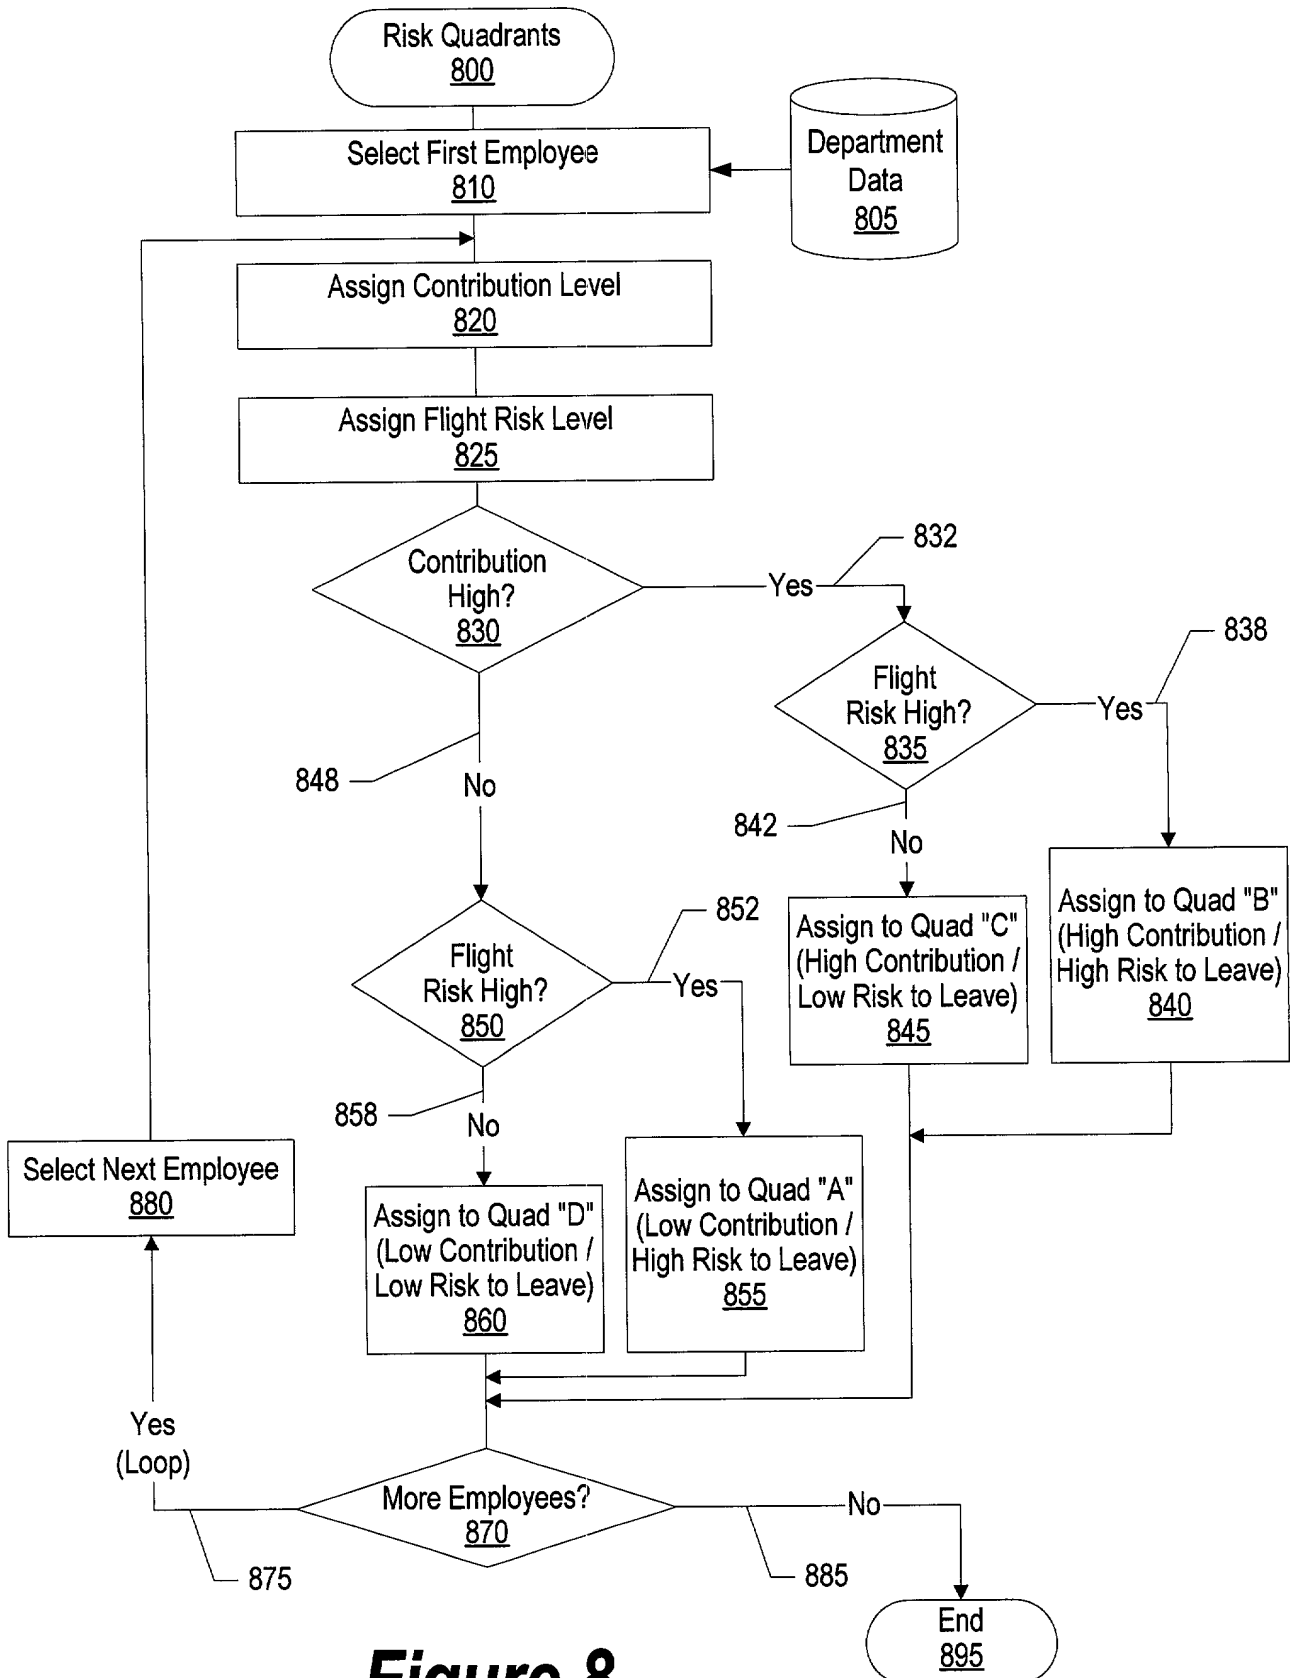 Risk Quadrants
800
Department
Data
805
Select First Employee
810
Assign Contribution Level
820
Assign Flight Risk Level
825
Contribution
High?
830
Yes
832
Flight
Risk High?
835
Yes
838
848
No
842
No
Assign to Quad "B"
(High Contribution /
High Risk to Leave)
840
Assign to Quad "C"
(High Contribution /
Low Risk to Leave)
845
Flight
Risk High?
850
852
Yes
858
No
Select Next Employee
880
Assign to Quad "D"
(Low Contribution /
Low Risk to Leave)
860
Assign to Quad "A"
(Low Contribution /
High Risk to Leave)
855
Yes
(Loop)
More Employees?
870
No
875
885
End
895
Figure 8